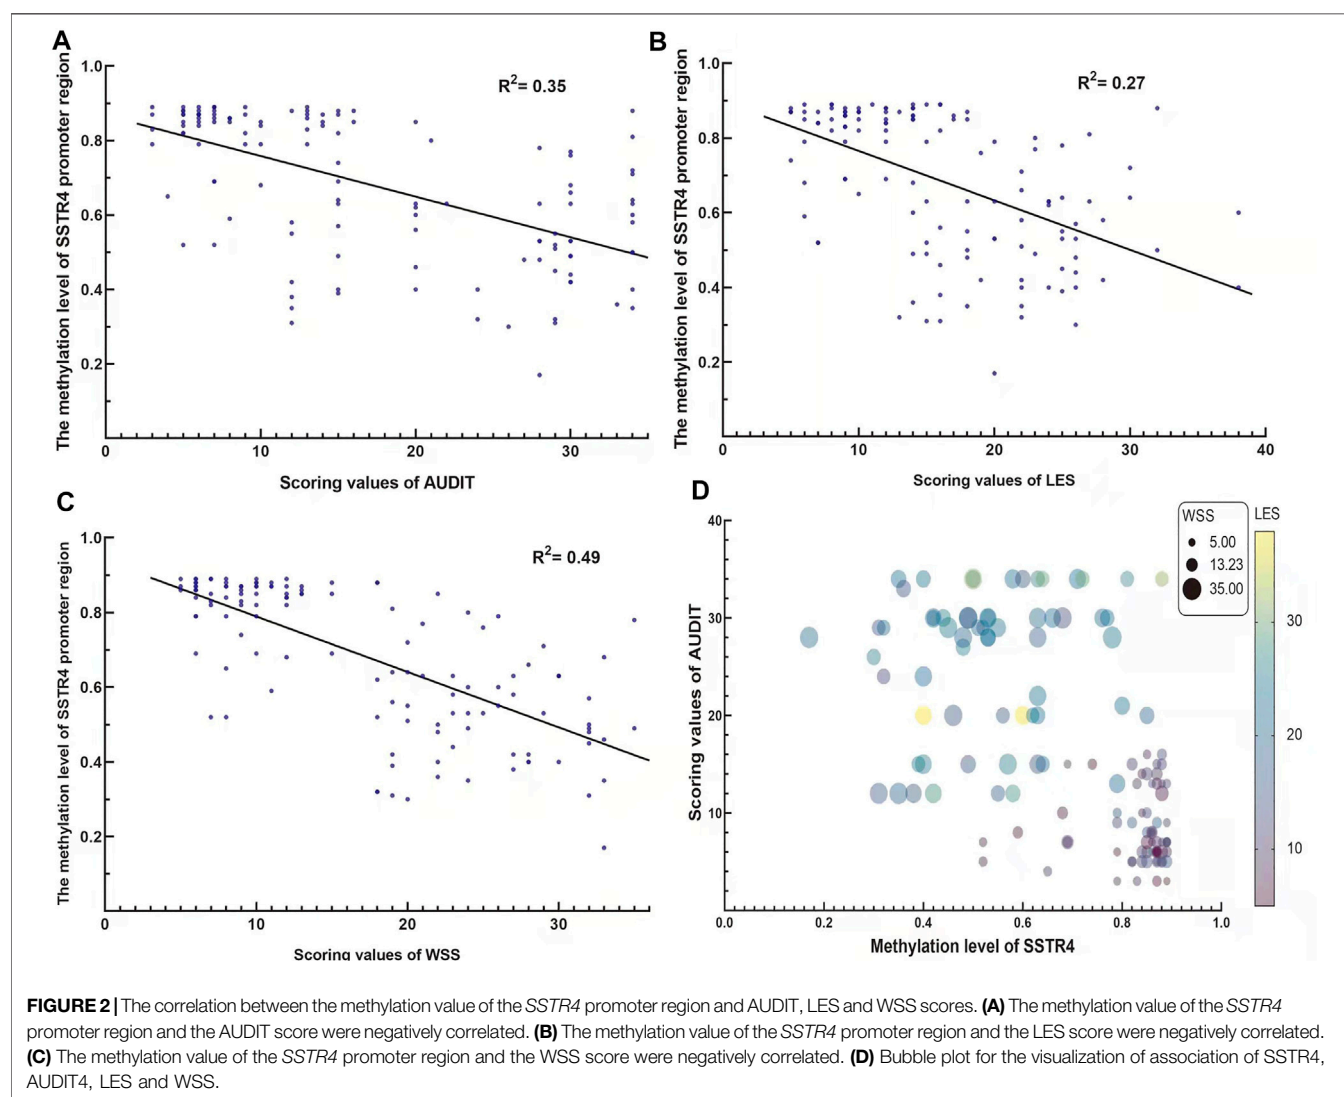 A
The methylation level of SSTR4 promoter region
1.0
0.8
0.6
0.4
0.2
R2= 0.35
0
10
20
30
Scoring values of AUDIT
B
The methylation level of SSTR4 promoter region
1.0
0.8
0.6
0.4
0.2
R2= 0.27
0
10
20
30
40
Scoring values of LES
C
The methylation level of SSTR4 promoter region
1.0
0.8
0.6
0.4
0.2
R2= 0.49
0
10
20
30
Scoring values of WSS
D
Scoring values of AUDIT
40
30
20
10
0.0
0.2
0.4
0.6
0.8
1.0
Methylation level of SSTR4
WSS
5.00
13.23
35.00
LES
30
20
10
FIGURE 2 | The correlation between the methylation value of the SSTR4 promoter region and AUDIT, LES and WSS scores. (A) The methylation value of the SSTR4
promoter region and the AUDIT score were negatively correlated. (B) The methylation value of the SSTR4 promoter region and the LES score were negatively correlated.
(C) The methylation value of the SSTR4 promoter region and the WSS score were negatively correlated. (D) Bubble plot for the visualization of association of SSTR4,
AUDIT4, LES and WSS.